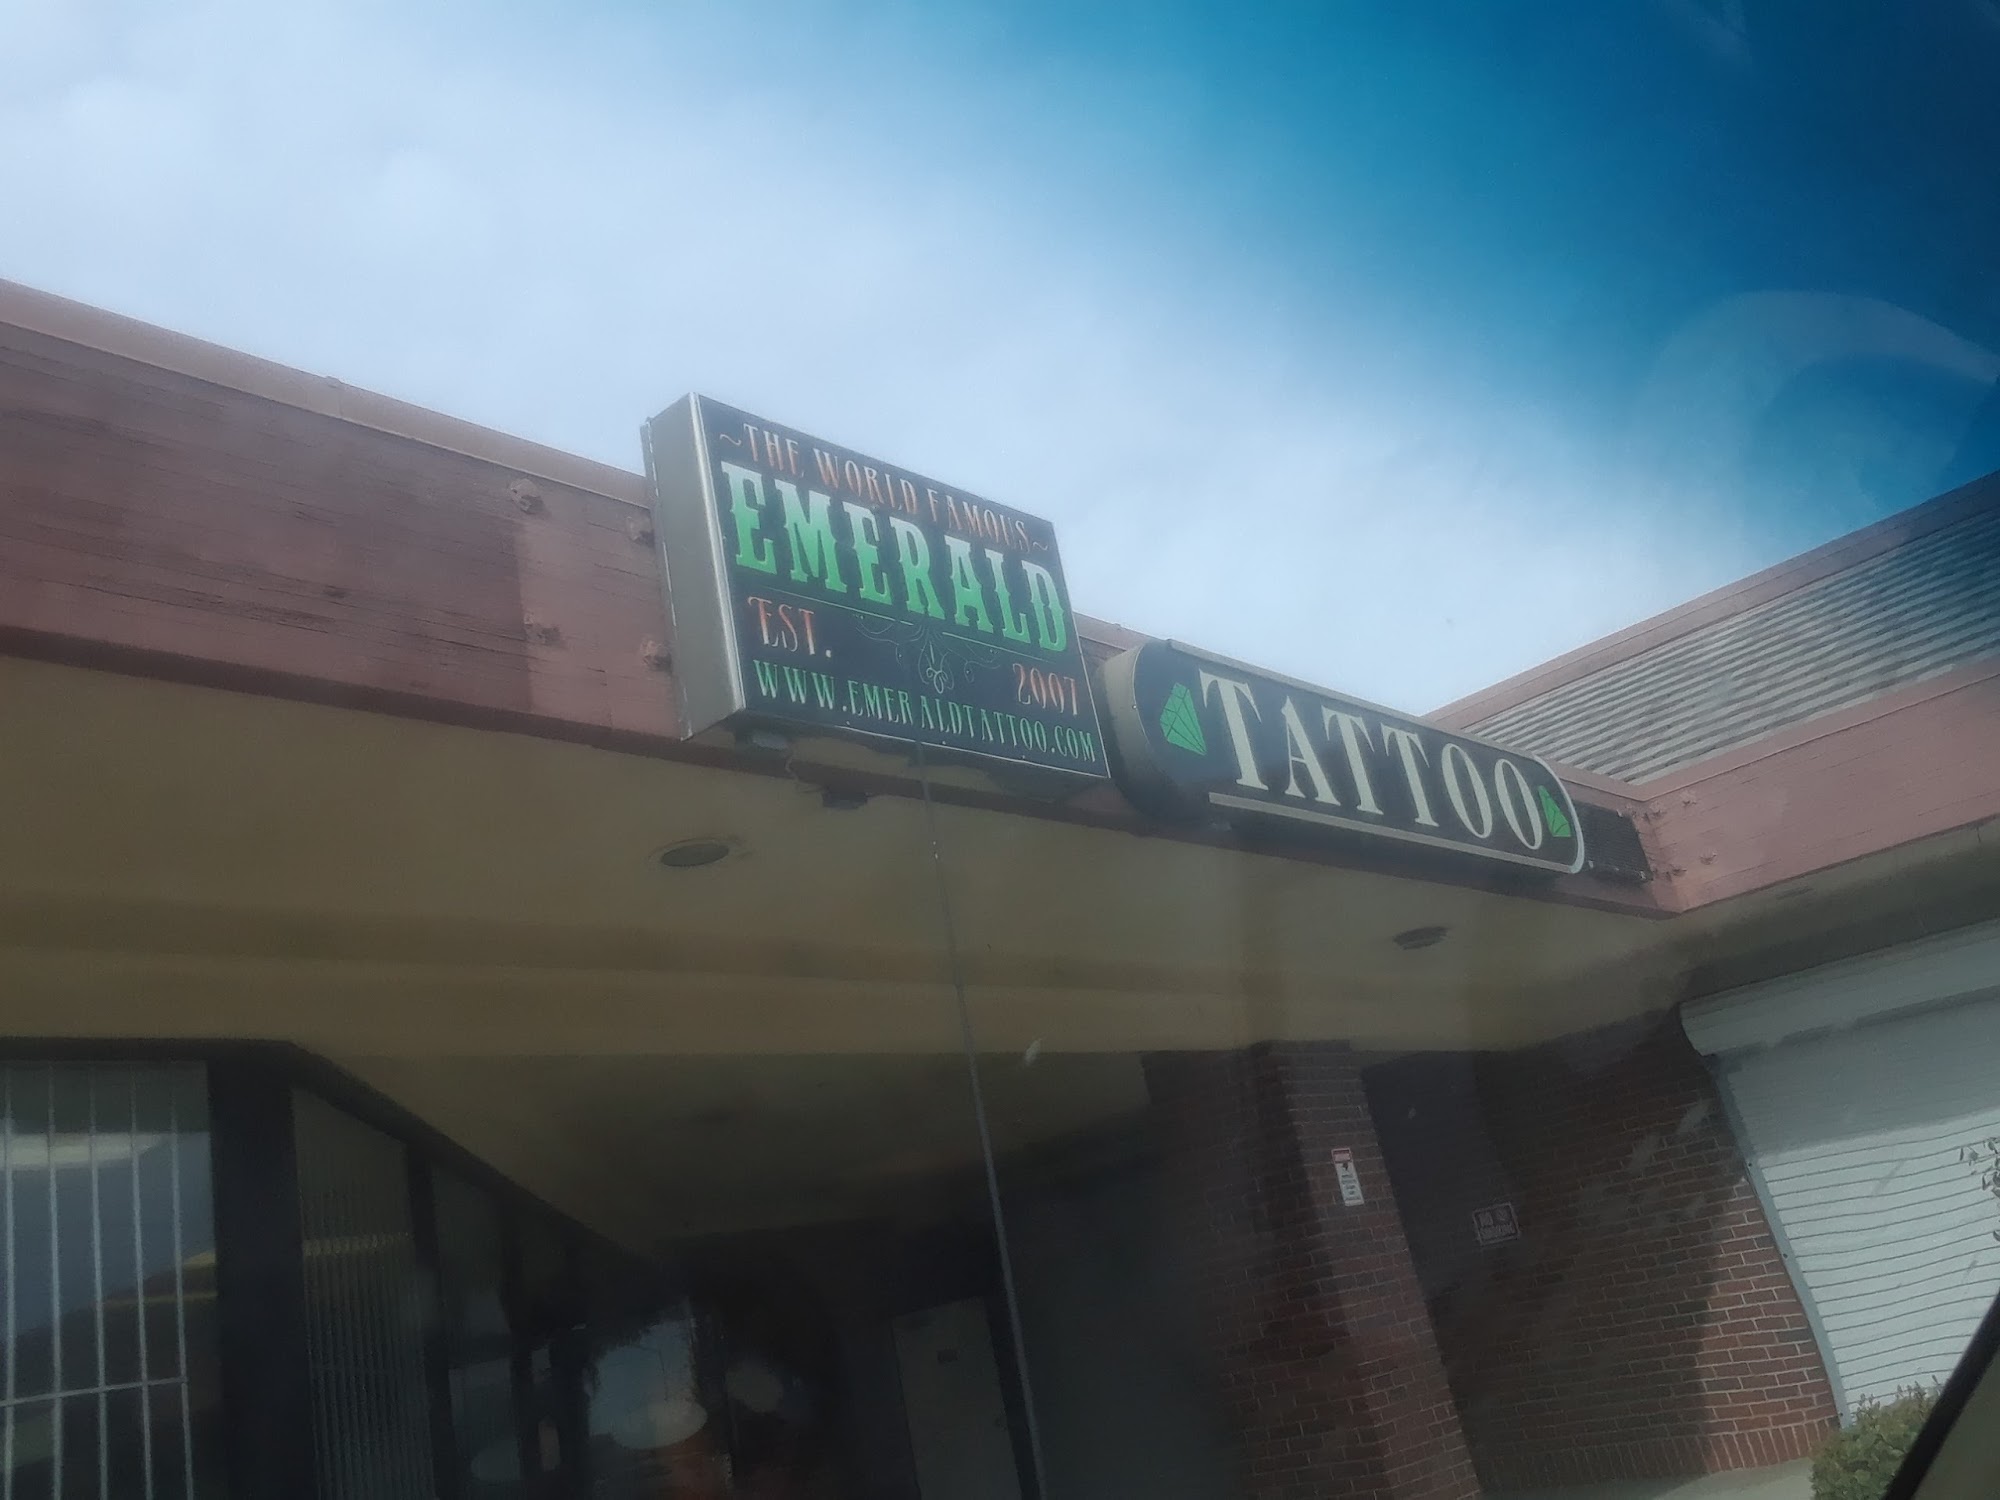 ~THE WORLD FAMOUS~
EMERALD
EST. 2007
WWW.EMERALDTATTOO.COM
TATTOO